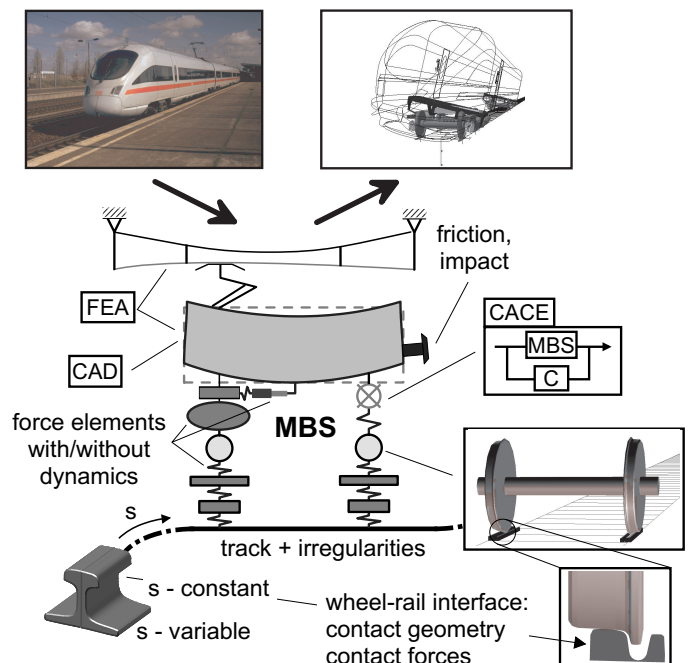 friction,
impact
FEA
CACE
MBS
C
CAD
force elements
with/without
dynamics
MBS
s
track + irregularities
s - constant
s - variable
wheel-rail interface:
contact geometry
contact forces